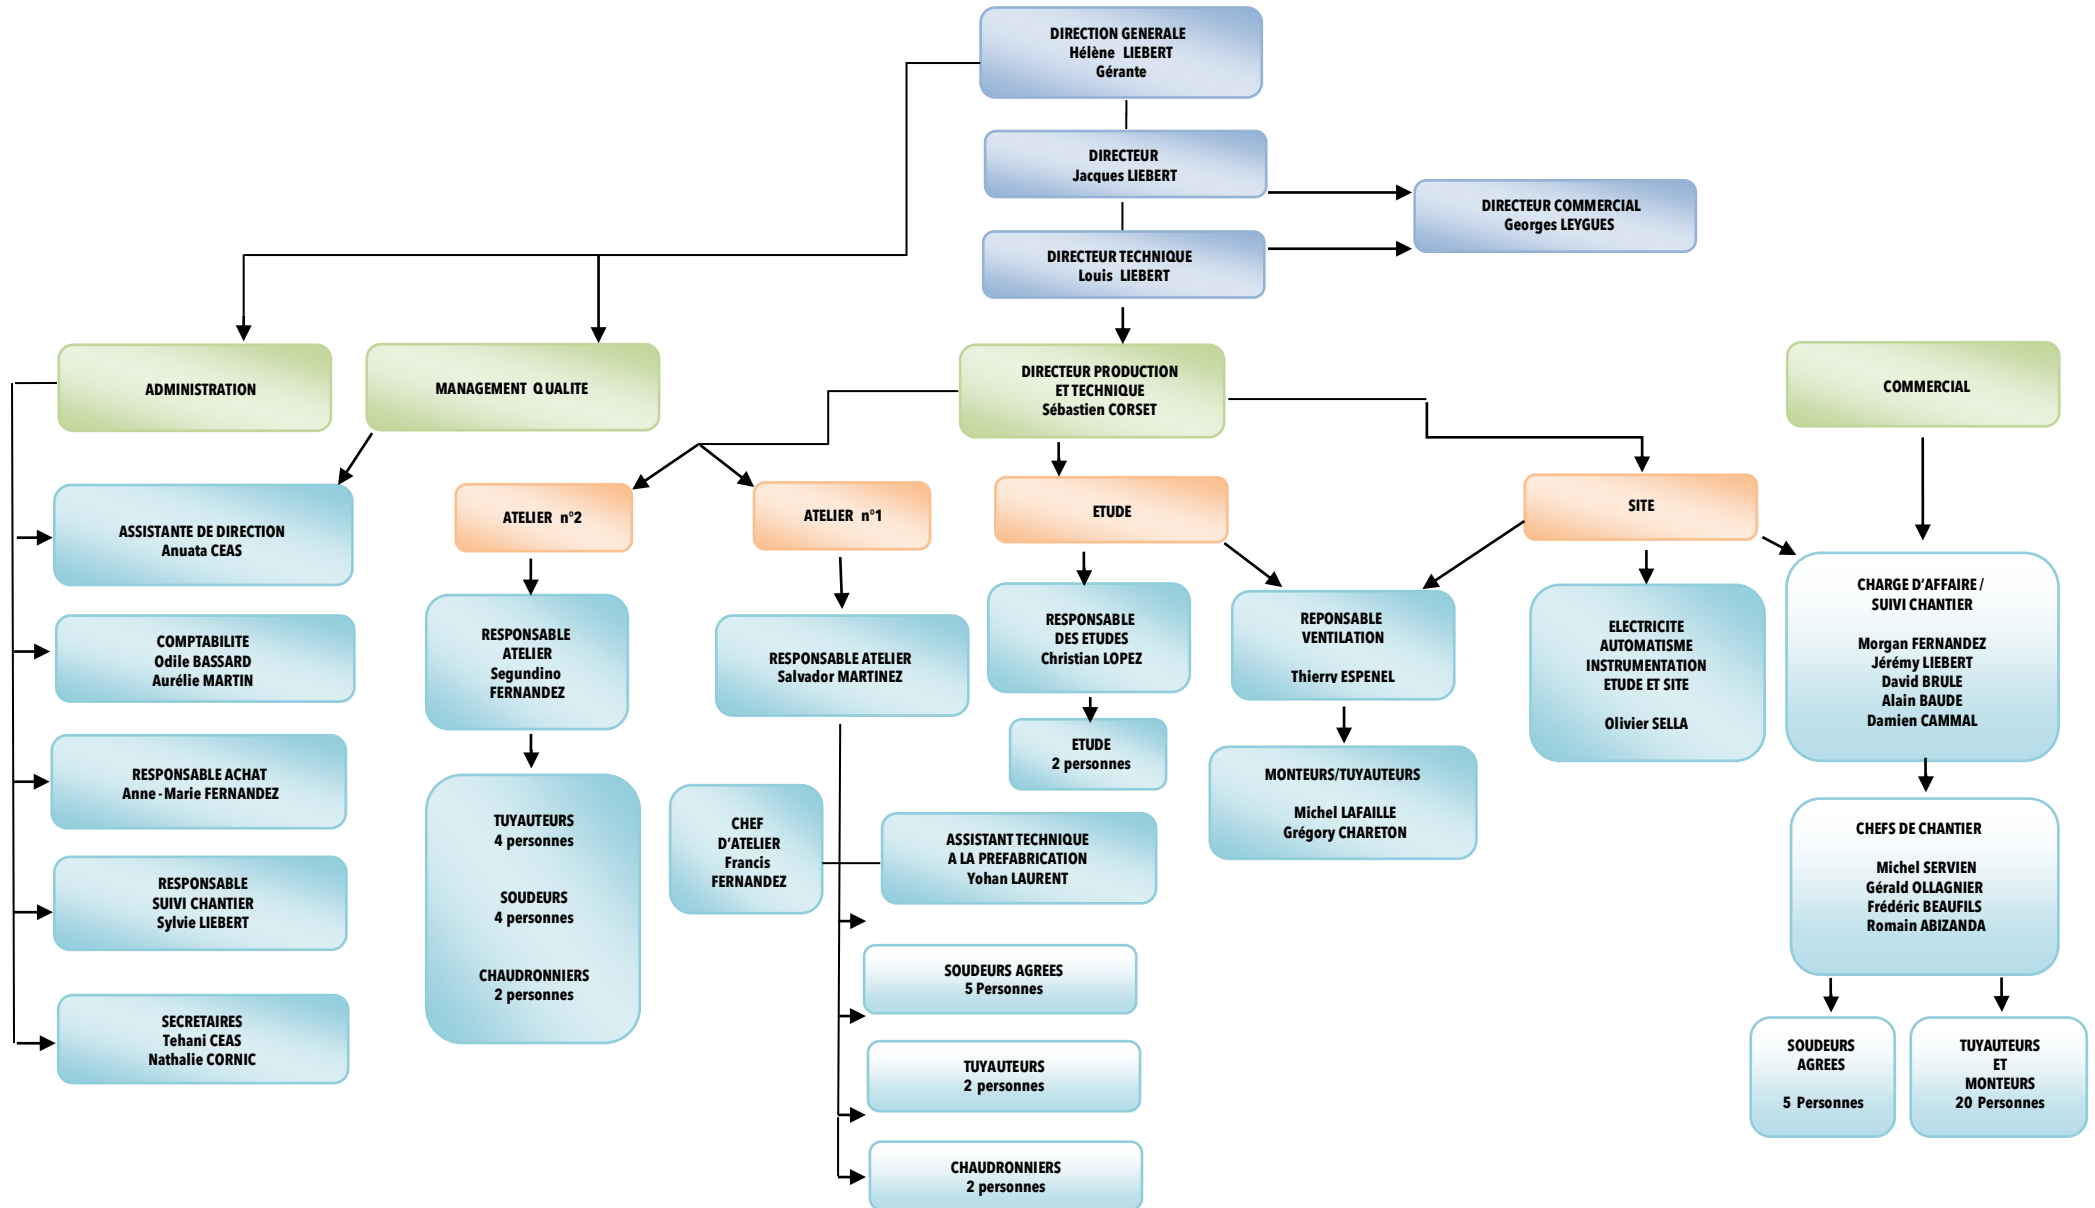 DIRECTION GENERALE
Hélène LIEBERT
Gérante
DIRECTEUR
Jacques LIEBERT
DIRECTEUR COMMERCIAL
Georges LEYGUES
DIRECTEUR TECHNIQUE
Louis LIEBERT
ADMINISTRATION
MANAGEMENT QUALITE
DIRECTEUR PRODUCTION
ET TECHNIQUE
Sébastien CORSET
COMMERCIAL
ASSISTANTE DE DIRECTION
Anuata CEAS
COMPTABILITE
Odile BASSARD
Aurélie MARTIN
RESPONSABLE ACHAT
Anne-Marie FERNANDEZ
RESPONSABLE
SUIVI CHANTIER
Sylvie LIEBERT
SECRETAIRES
Tehani CEAS
Nathalie CORNIC
ATELIER n°2
RESPONSABLE
ATELIER
Segundino
FERNANDEZ
TUYAUTEURS
4 personnes
SOUDEURS
4 personnes
CHAUDRONNIERS
2 personnes
ATELIER n°1
RESPONSABLE ATELIER
Salvador MARTINEZ
CHEF
D'ATELIER
Francis
FERNANDEZ
ASSISTANT TECHNIQUE
A LA PREFABRICATION
Yohan LAURENT
SOUDEURS AGREES
5 Personnes
TUYAUTEURS
2 personnes
CHAUDRONNIERS
2 personnes
ETUDE
RESPONSABLE
DES ETUDES
Christian LOPEZ
ETUDE
2 personnes
REPONSABLE
VENTILATION
Thierry ESPENEL
MONTEURS/TUYAUTEURS
Michel LAFAILLE
Grégory CHARETON
SITE
ELECTRICITE
AUTOMATISME
INSTRUMENTATION
ETUDE ET SITE
Olivier SELLA
CHARGE D'AFFAIRE /
SUIVI CHANTIER
Morgan FERNANDEZ
Jérémy LIEBERT
David BRULE
Alain BAUDE
Damien CAMMAL
CHEFS DE CHANTIER
Michel SERVIEN
Gérald OLLAGNIER
Frédéric BEAUFILS
Romain ABIZANDA
SOUDEURS
AGREES
5 Personnes
TUYAUTEURS
ET
MONTEURS
20 Personnes